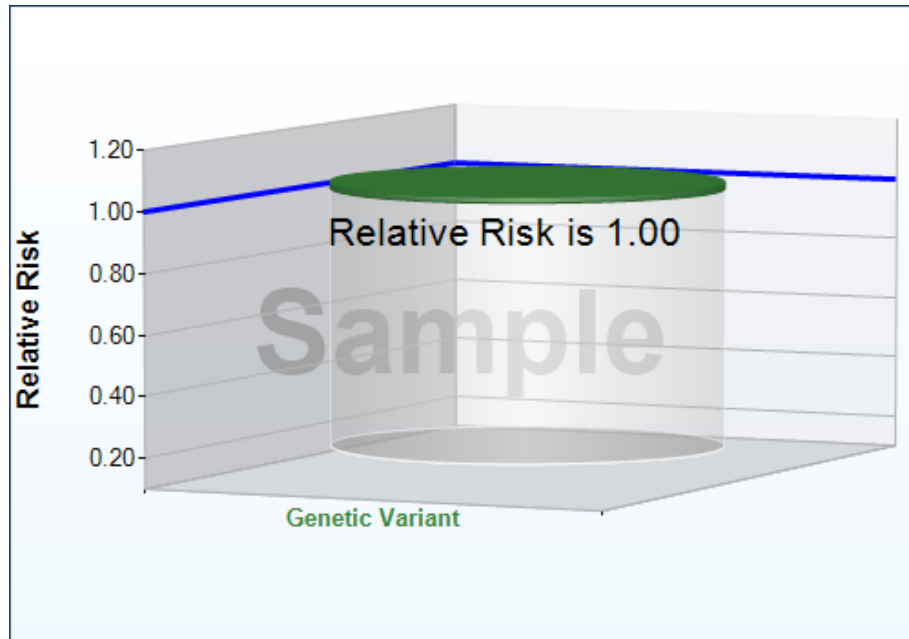 1.20
1.00
0.80
0.60
0.40
0.20
Relative Risk
Relative Risk is 1.00
Sample
Genetic Variant